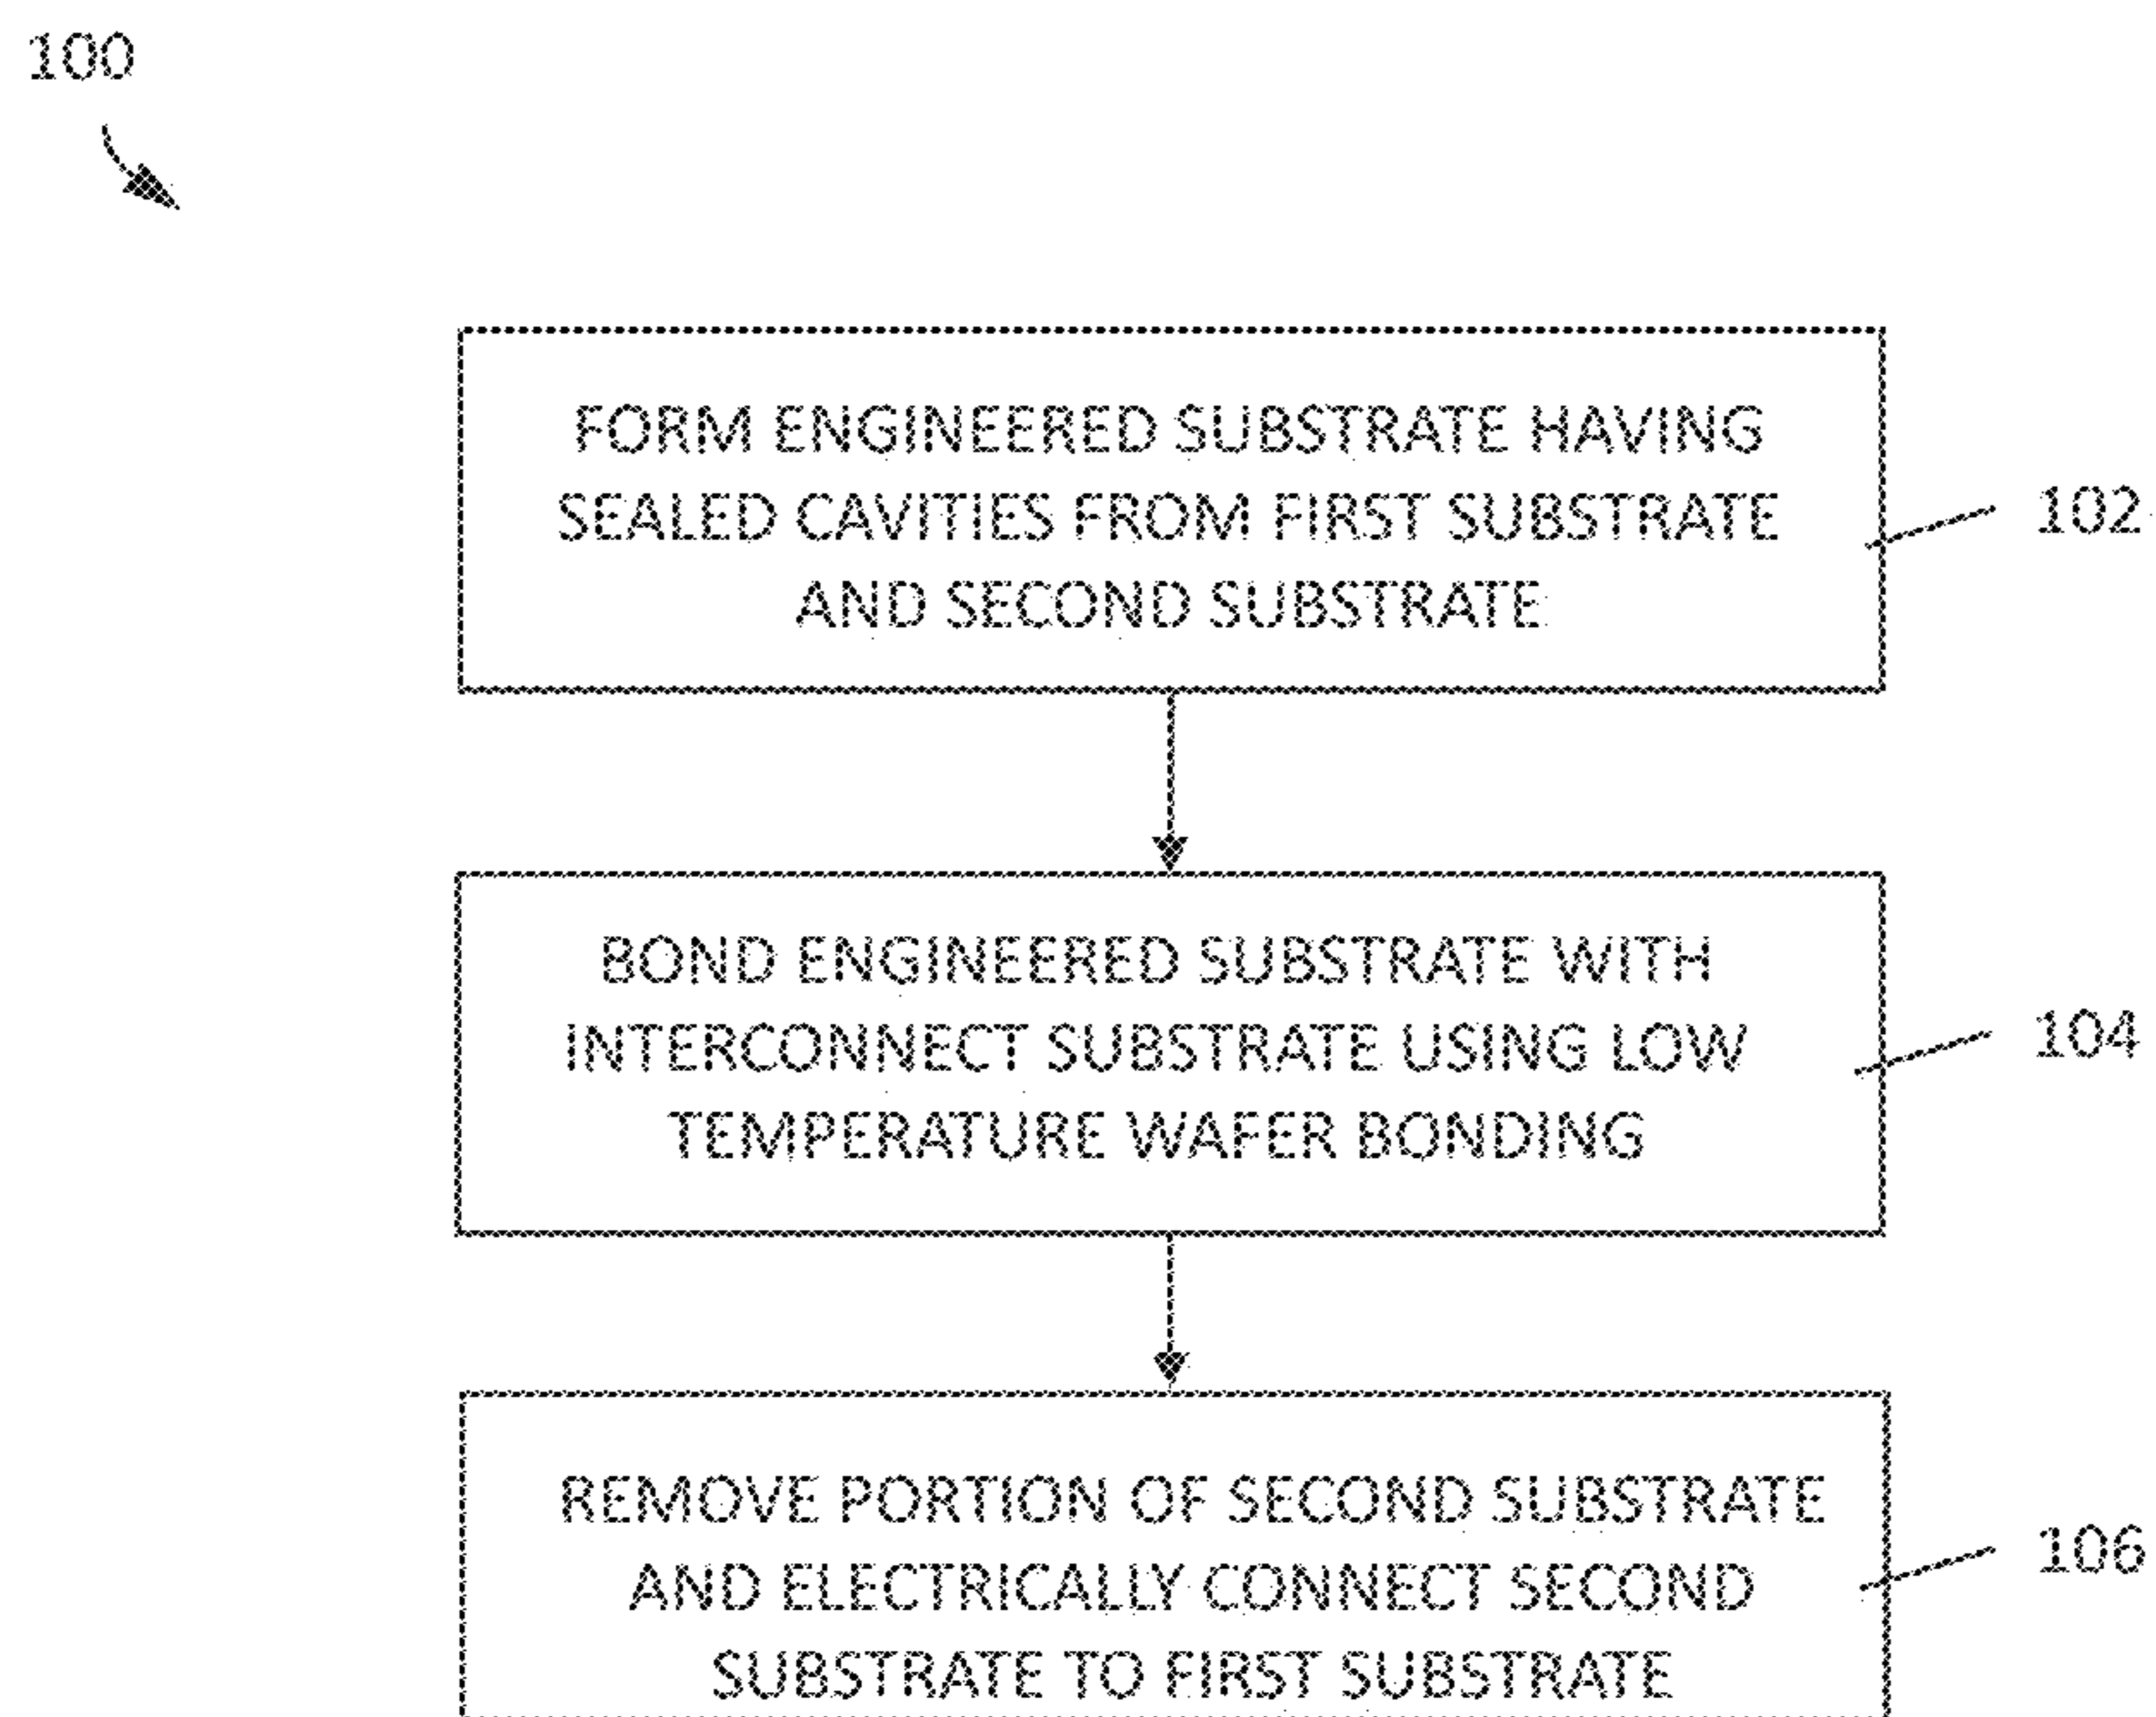 100
FORM ENGINEERED SUBSTRATE HAVING
SEALED CAVITIES FROM FIRST SUBSTRATE
AND SECOND SUBSTRATE
102
BOND ENGINEERED SUBSTRATE WITH
INTERCONNECT SUBSTRATE USING LOW
TEMPERATURE WAFER BONDING
104
REMOVE PORTION OF SECOND SUBSTRATE
AND ELECTRICALLY CONNECT SECOND
SUBSTRATE TO FIRST SUBSTRATE
106